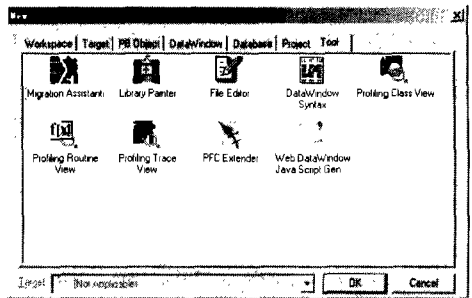 New
Workspace Target PB Object DataWindow Database Project Tool
Migration Assistant Library Painter File Editor DataWindow Syntax Profiling Class View
Profiling Routine View Profiling Trace View PFC Extender Web DataWindow Java Script Gen
Target: (Not Applicable) OK Cancel